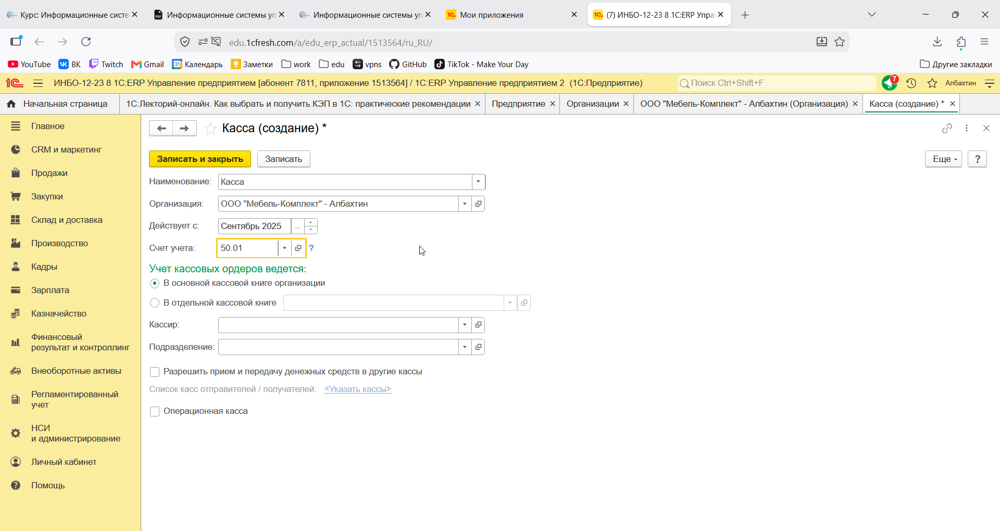 Курс: Информационные систе
Информационные системы уп
Информационные системы уп
Мои приложения
(7) ИНБО-12-23 8 1С:ERP Упра
edu.1cfresh.com/a/edu_erp_actual/1513564/ru_RU/
YouTube ВК Twitch Gmail Календарь Заметки work edu vpns GitHub TikTok - Make Your Day Другие закладки
ИНБО-12-23 8 1С:ERP Управление предприятием [абонент 7811, приложение 1513564] / 1С:ERP Управление предприятием 2 (1С:Предприятие)
Поиск Ctrl+Shift+F
7
Албахтин
Начальная страница
1С:Лекторий-онлайн. Как выбрать и получить КЭП в 1С: практические рекомендации
Предприятие
Организации
ООО "Мебель-Комплект" - Албахтин (Организация)
Касса (создание) *
Главное
CRM и маркетинг
Продажи
Закупки
Склад и доставка
Производство
Кадры
Зарплата
Казначейство
Финансовый
результат и контроллинг
Внеоборотные активы
Регламентированный
учет
НСИ
и администрирование
Личный кабинет
Помощь
Касса (создание) *
Записать и закрыть Записать Еще ?
Наименование: Касса
Организация: ООО "Мебель-Комплект" - Албахтин
Действует с: Сентябрь 2025 ...
Счет учета: 50.01 ?
Учет кассовых ордеров ведется:
В основной кассовой книге организации
В отдельной кассовой книге
Кассир:
Подразделение:
Разрешить прием и передачу денежных средств в другие кассы
Список касс отправителей / получателей: <Указать кассы>
Операционная касса